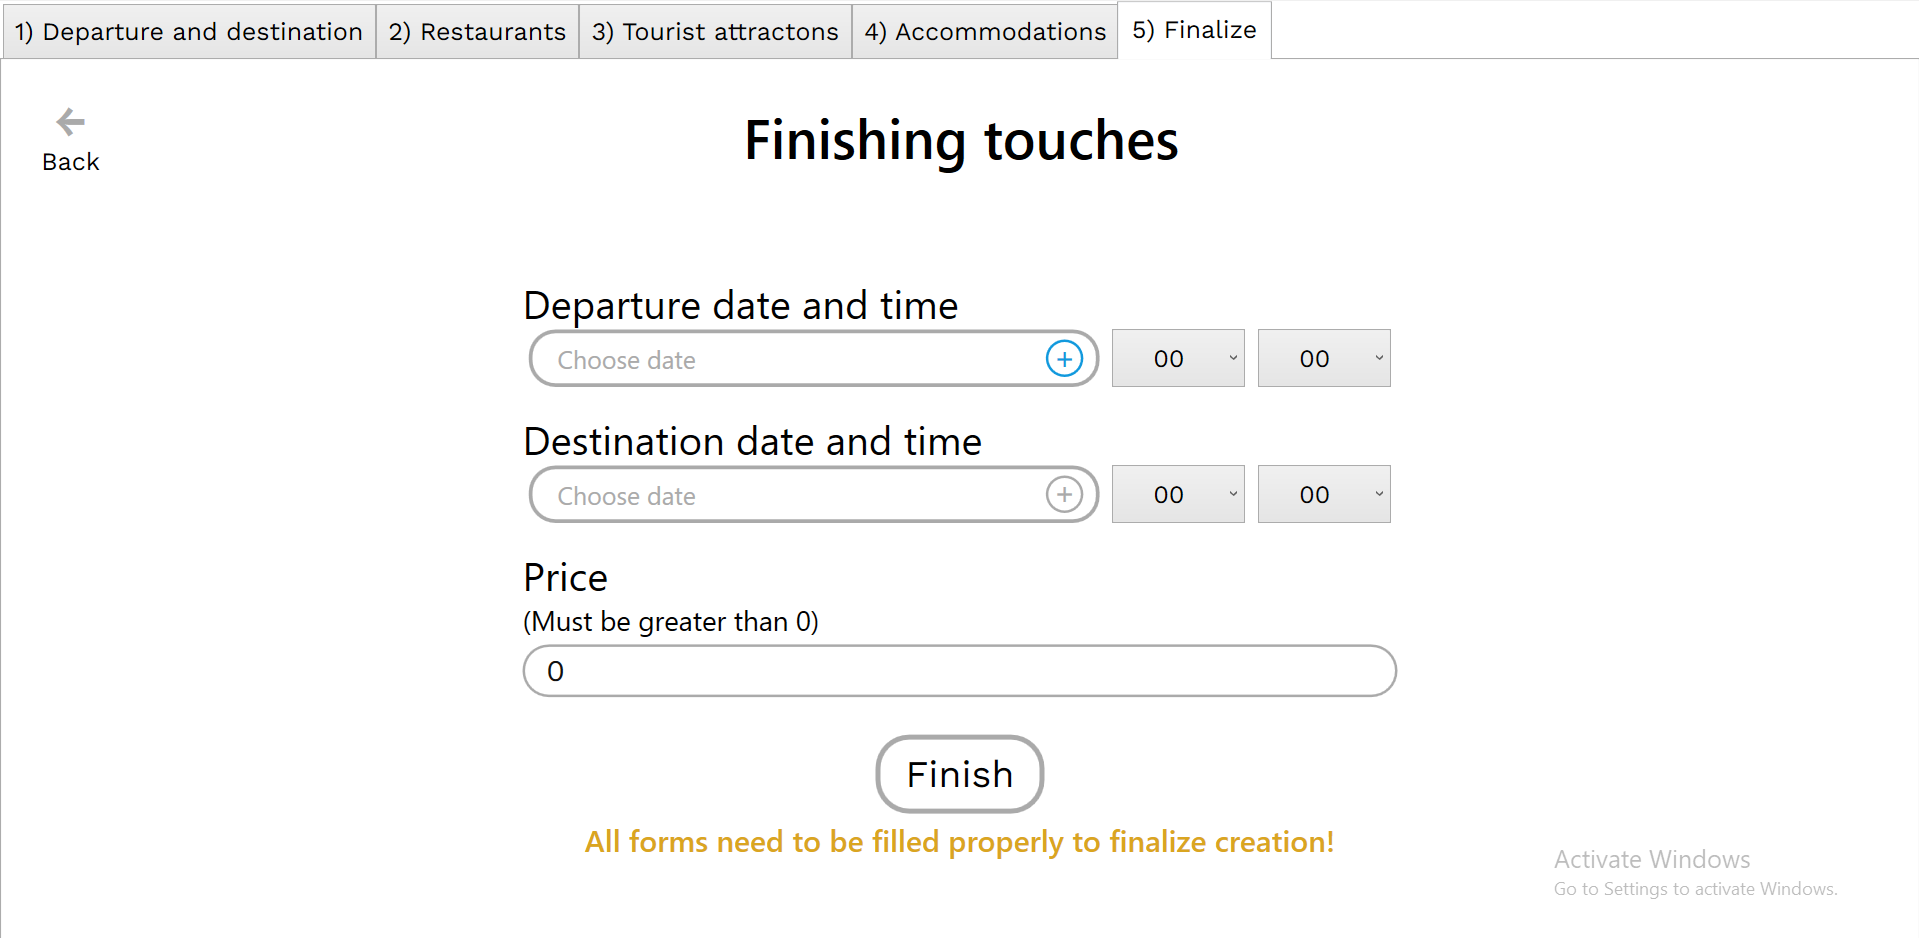 1) Departure and destination 2) Restaurants 3) Tourist attractons 4) Accommodations 5) Finalize
Back
Finishing touches
Departure date and time
Choose date 00 00
Destination date and time
Choose date 00 00
Price
(Must be greater than 0)
0
Finish
All forms need to be filled properly to finalize creation!
Activate Windows
Go to Settings to activate Windows.